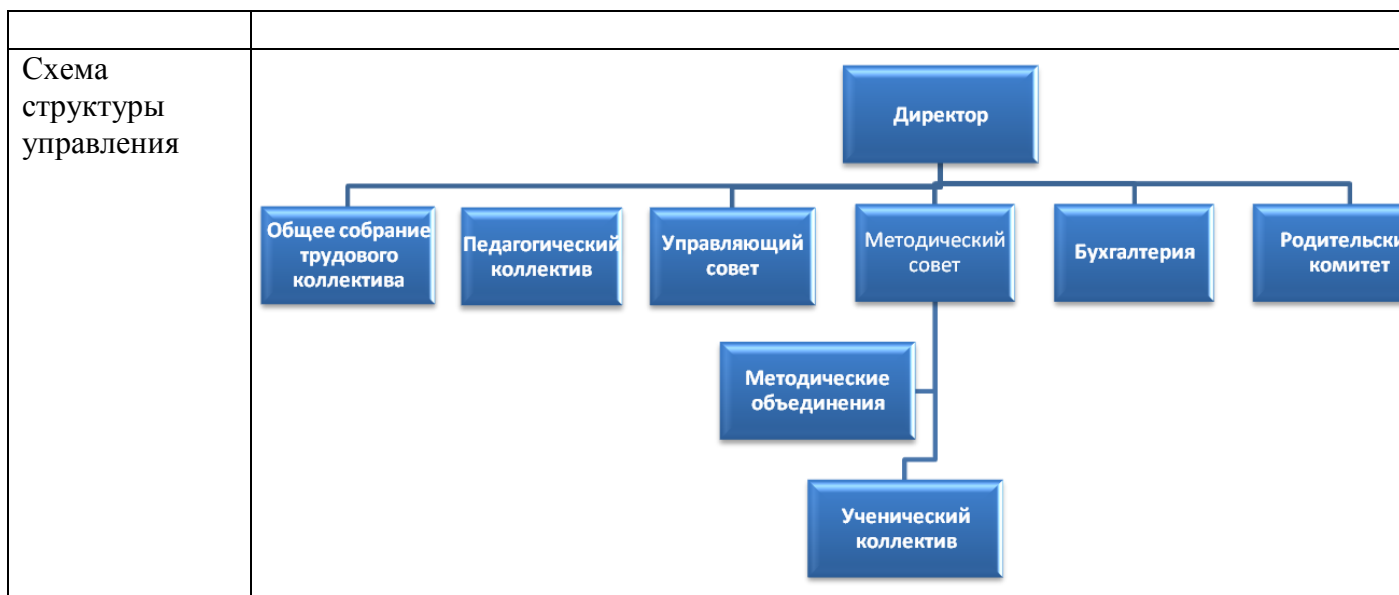 Схема
структуры
управления
Директор
Общее собрание
трудового
коллектива
Педагогический
коллектив
Управляющий
совет
Методический
совет
Бухгалтерия
комитет
Методические
объединения
Ученический
коллектив